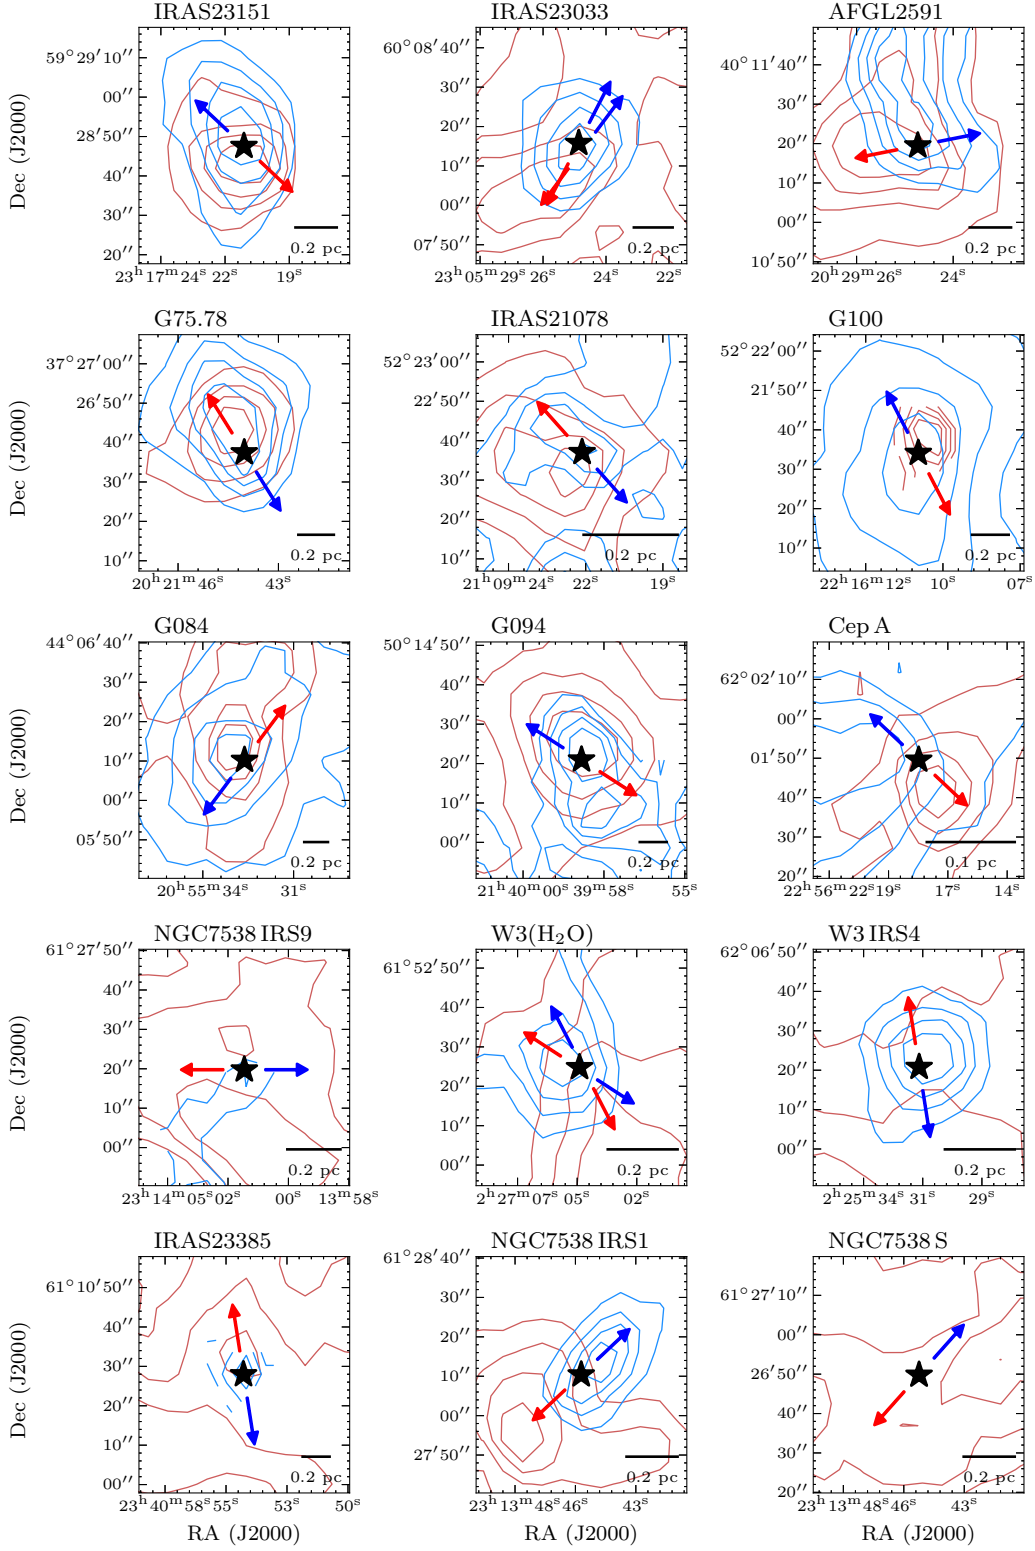 IRAS23151 IRAS23033 AFGL2591
Dec (J2000)
59°29′10″
00″
28′50″
40″
30″
20″
0.2 pc
23ʰ17ᵐ24ˢ 22ˢ 19ˢ
60°08′40″
30″
20″
10″
00″
07′50″
0.2 pc
23ʰ05ᵐ29ˢ 26ˢ 24ˢ 22ˢ
40°11′40″
30″
20″
10″
00″
10′50″
0.2 pc
20ʰ29ᵐ26ˢ 24ˢ
G75.78 IRAS21078 G100
Dec (J2000)
37°27′00″
26′50″
40″
30″
20″
10″
0.2 pc
20ʰ21ᵐ46ˢ 43ˢ
52°23′00″
22′50″
40″
30″
20″
10″
0.2 pc
21ʰ09ᵐ24ˢ 22ˢ 19ˢ
52°22′00″
21′50″
40″
30″
20″
10″
0.2 pc
22ʰ16ᵐ12ˢ 10ˢ 07ˢ
G084 G094 Cep A
Dec (J2000)
44°06′40″
30″
20″
10″
00″
05′50″
0.2 pc
20ʰ55ᵐ34ˢ 31ˢ
50°14′50″
40″
30″
20″
10″
00″
0.2 pc
21ʰ40ᵐ00ˢ 39ᵐ58ˢ 55ˢ
62°02′10″
00″
01′50″
40″
30″
20″
0.1 pc
22ʰ56ᵐ22ˢ19ˢ 17ˢ 14ˢ
NGC7538 IRS9 W3(H₂O) W3 IRS4
Dec (J2000)
61°27′50″
40″
30″
20″
10″
00″
0.2 pc
23ʰ14ᵐ05ˢ02ˢ 00ˢ 13ᵐ58ˢ
61°52′50″
40″
30″
20″
10″
00″
0.2 pc
2ʰ27ᵐ07ˢ 05ˢ 02ˢ
62°06′50″
40″
30″
20″
10″
00″
0.2 pc
2ʰ25ᵐ34ˢ 31ˢ 29ˢ
IRAS23385 NGC7538 IRS1 NGC7538 S
Dec (J2000)
61°10′50″
40″
30″
20″
10″
00″
0.2 pc
23ʰ40ᵐ58ˢ55ˢ 53ˢ 50ˢ
RA (J2000)
61°28′40″
30″
20″
10″
00″
27′50″
0.2 pc
23ʰ13ᵐ48ˢ46ˢ 43ˢ
61°27′10″
00″
26′50″
40″
30″
20″
0.2 pc
23ʰ13ᵐ48ˢ46ˢ 43ˢ
RA (J2000)